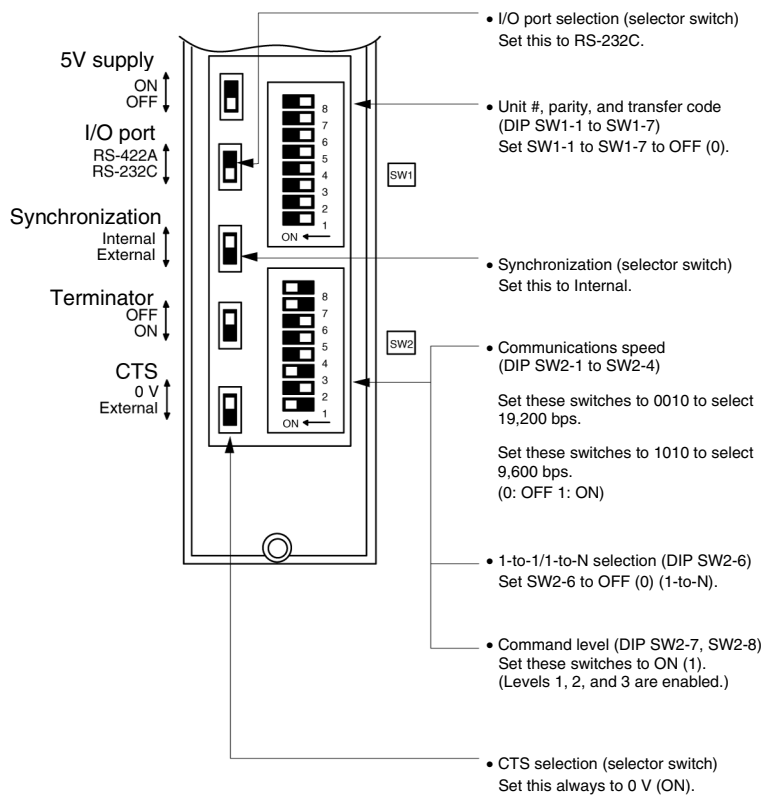 5V supply
ON
OFF
I/O port
RS-422A
RS-232C
Synchronization
Internal
External
Terminator
OFF
ON
CTS
0 V
External
8
7
6
5
4
3
2
1
ON
SW1
8
7
6
5
4
3
2
1
ON
SW2
• I/O port selection (selector switch)
Set this to RS-232C.
• Unit #, parity, and transfer code
(DIP SW1-1 to SW1-7)
Set SW1-1 to SW1-7 to OFF (0).
• Synchronization (selector switch)
Set this to Internal.
• Communications speed
(DIP SW2-1 to SW2-4)
Set these switches to 0010 to select
19,200 bps.
Set these switches to 1010 to select
9,600 bps.
(0: OFF 1: ON)
• 1-to-1/1-to-N selection (DIP SW2-6)
Set SW2-6 to OFF (0) (1-to-N).
• Command level (DIP SW2-7, SW2-8)
Set these switches to ON (1).
(Levels 1, 2, and 3 are enabled.)
• CTS selection (selector switch)
Set this always to 0 V (ON).